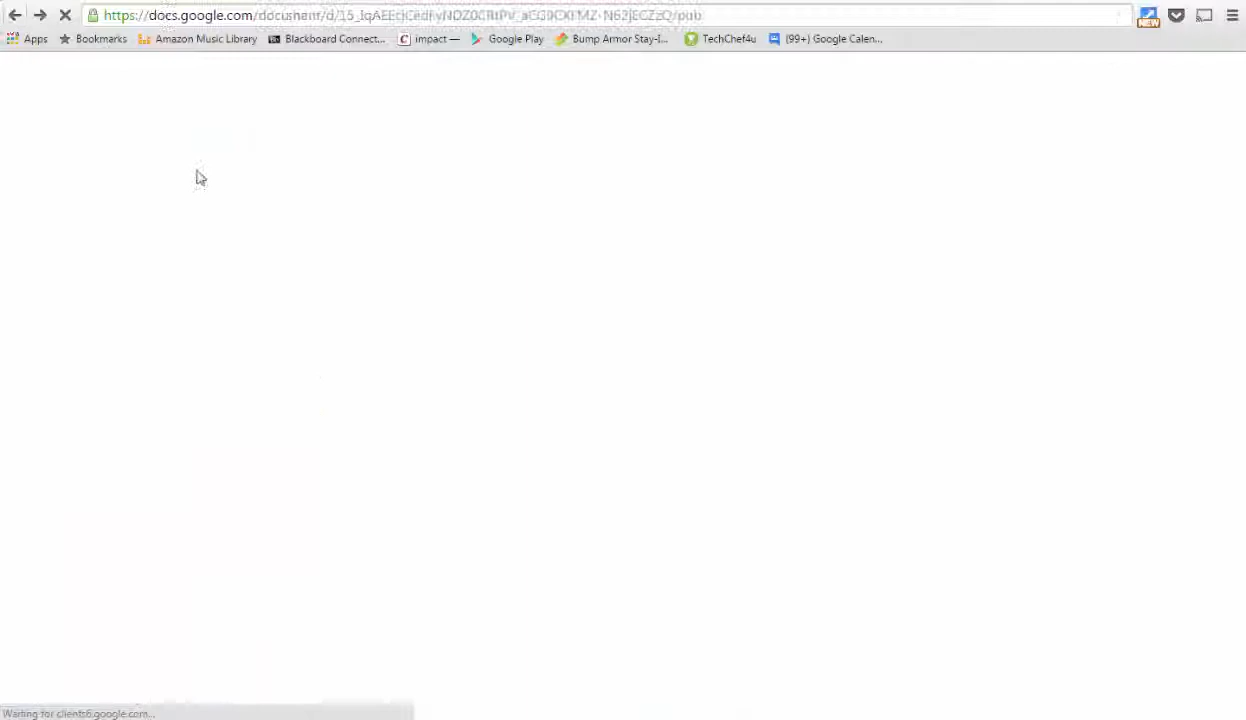 https://docs.google.com/
Apps Bookmarks Amazon Music Library Blackboard Connect... impact — Google Play Bump Armor Stay-I... TechChef4u (99+) Google Calen...
NEW
Waiting for clients6.google.com...